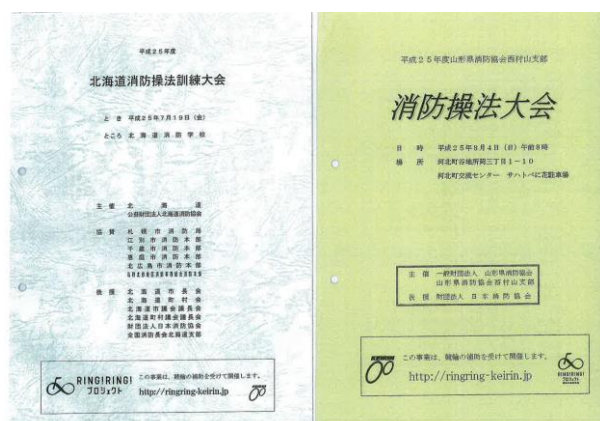 平成25年度
北海道消防操法訓練大会
とき 平成25年7月19日(金)
ところ 北海道消防学校
主催 北海道
公益財団法人北海道消防協会
協賛 札幌市消防局
江別市消防本部
千歳市消防本部
恵庭市消防本部
北広島市消防本部
後援 北海道市長会
北海道町村会
北海道市議会議長会
北海道町村議会議長会
財団法人日本消防協会
全国消防長会北海道支部
RING!RING!
プロジェクト
この事業は、競輪の補助を受けて開催します。
http://ringring-keirin.jp
平成25年度山形県消防協会西村山支部
消防操法大会
日時 平成25年8月4日(日)午前8時
場所 河北町谷地所岡三丁目1-10
河北町交流センター サハトべに花駐車場
主催 一般財団法人 山形県消防協会
山形県消防協会西村山支部
後援 財団法人 日本消防協会
KEIRIN
この事業は、競輪の補助を受けて開催します。
http://ringring-keirin.jp
RING!RING!
プロジェクト